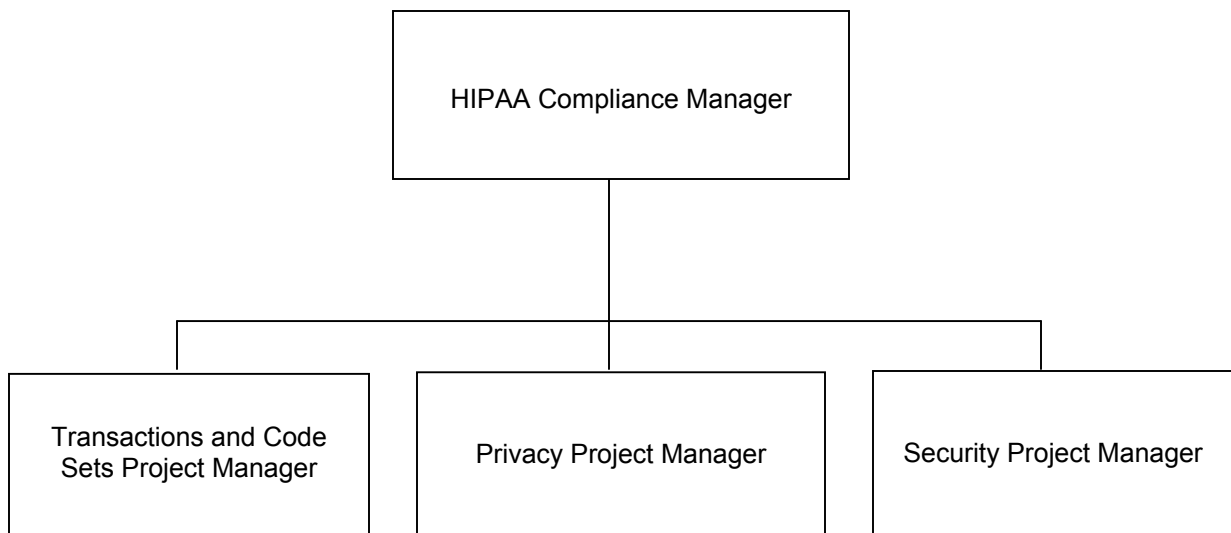 HIPAA Compliance Manager
Transactions and Code
Sets Project Manager
Privacy Project Manager
Security Project Manager